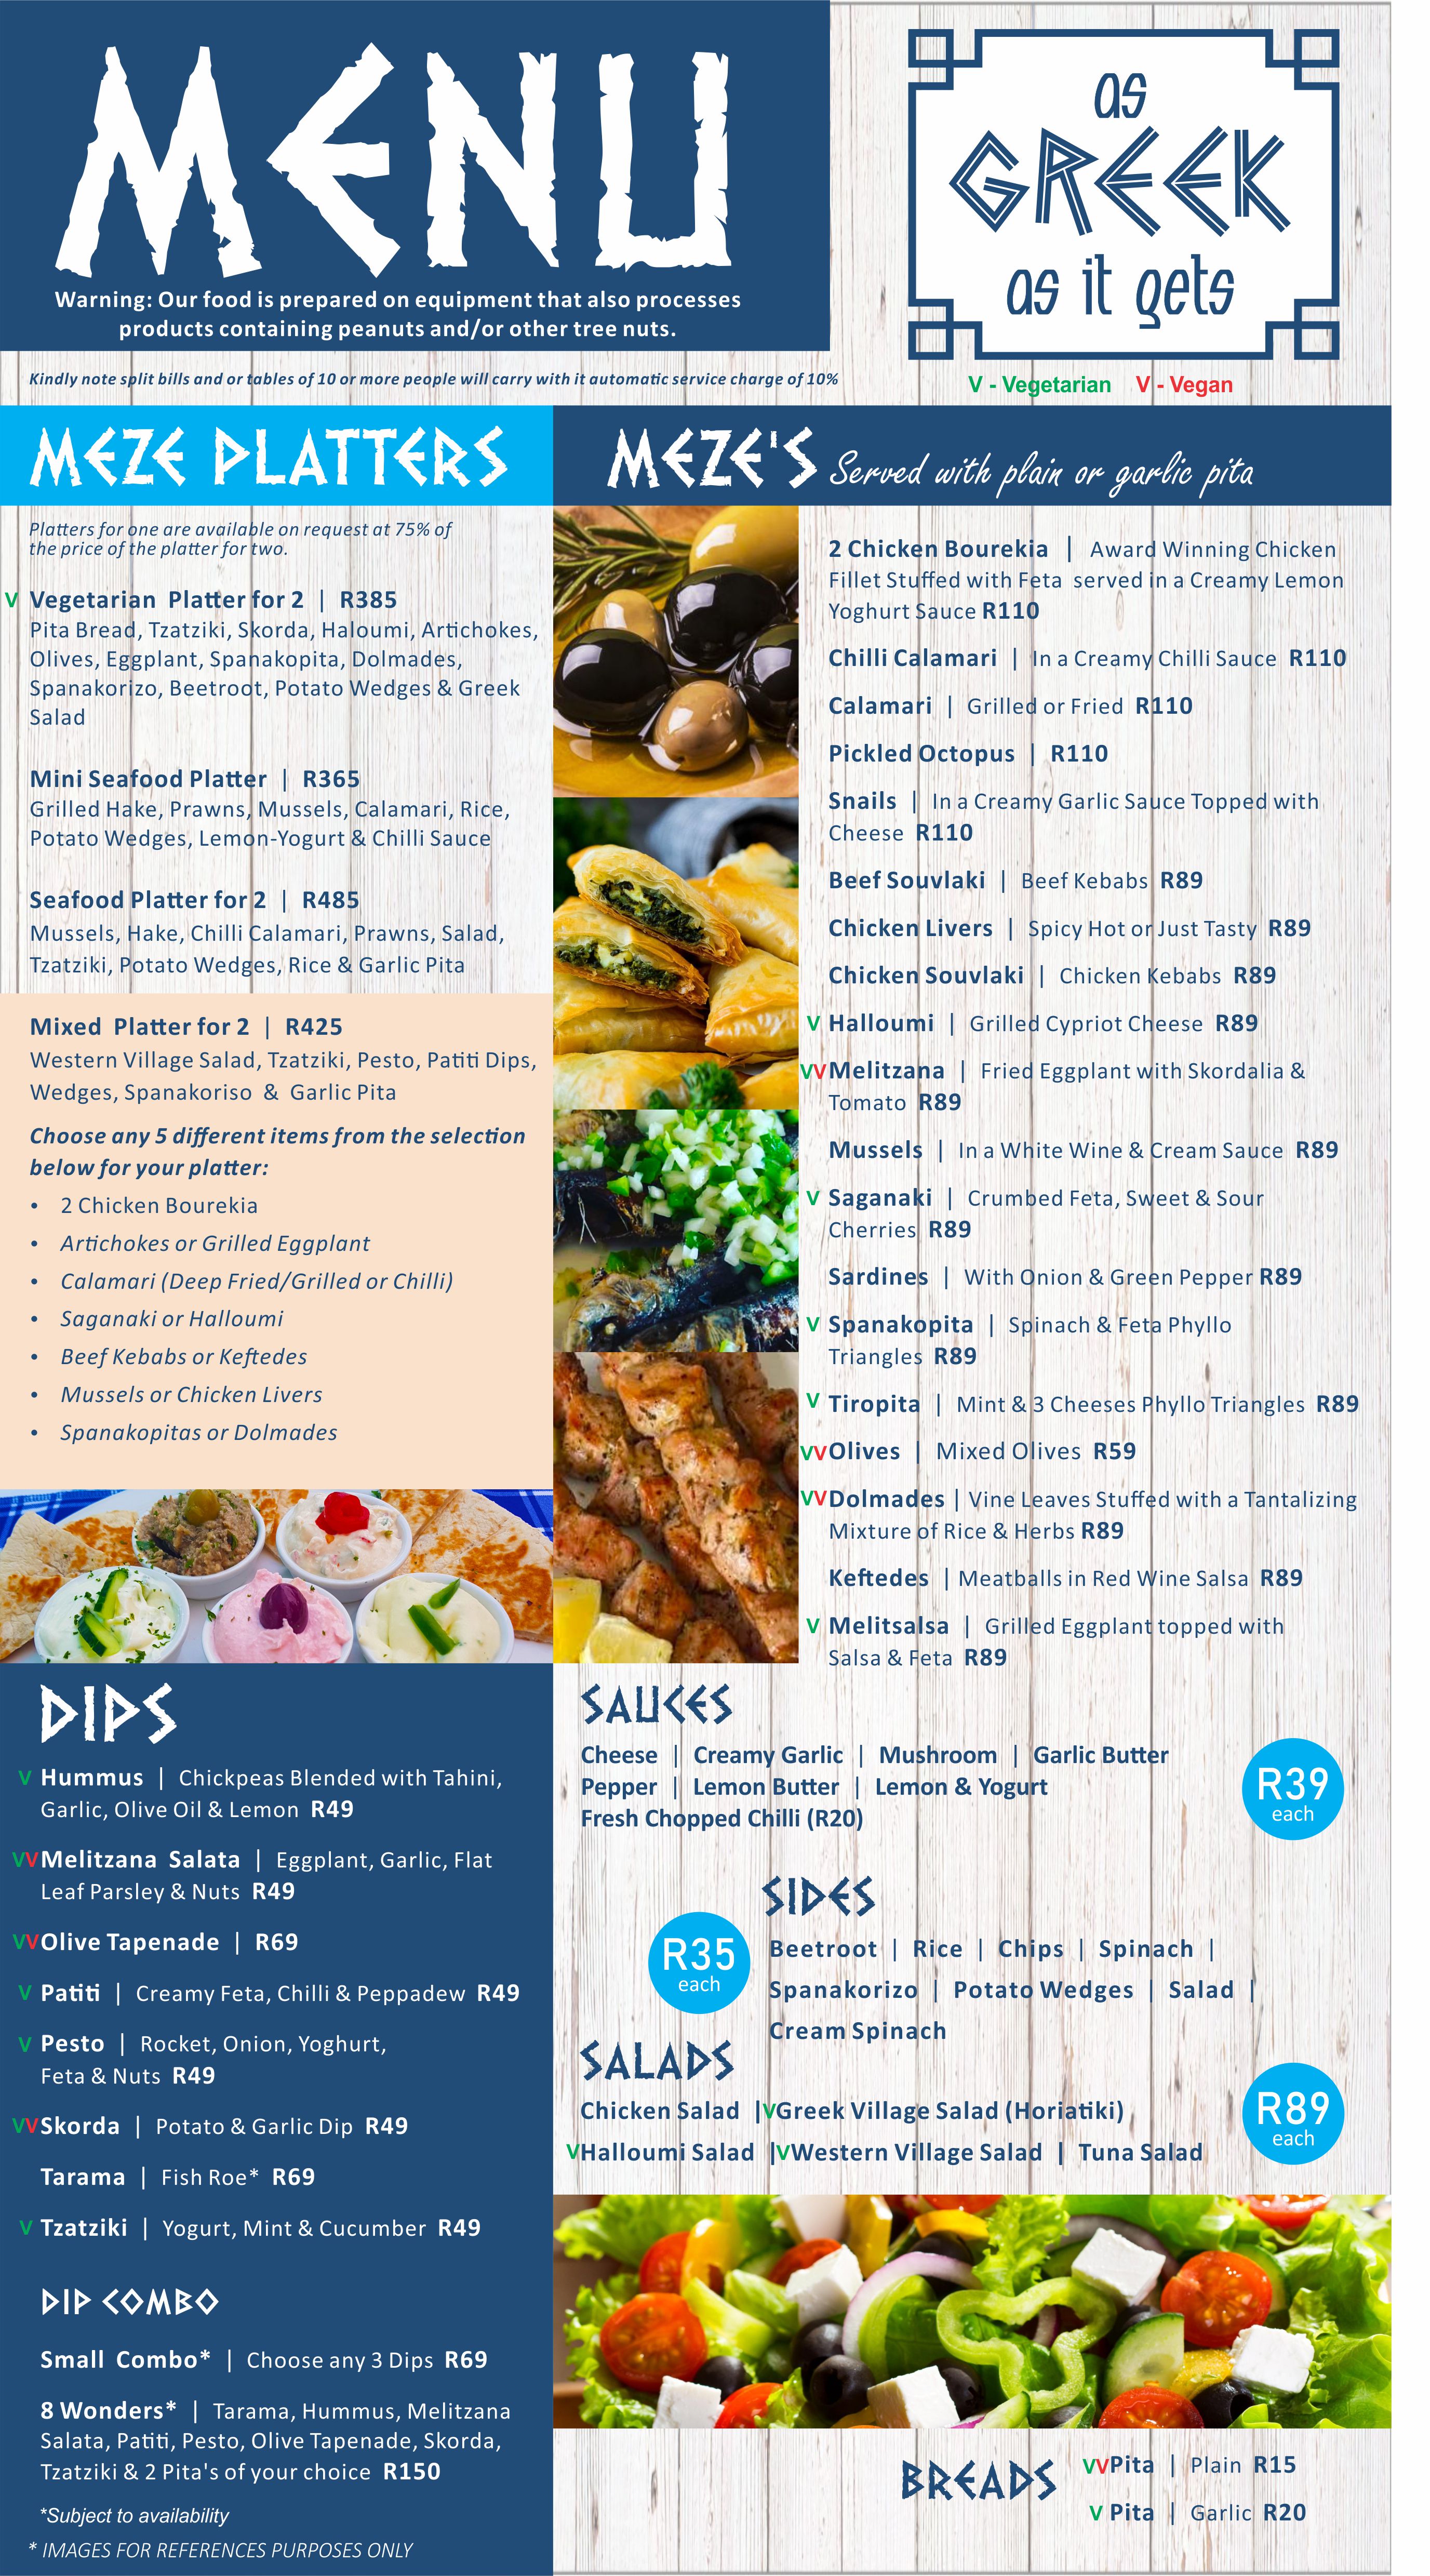 MENU
Warning: Our food is prepared on equipment that also processes
products containing peanuts and/or other tree nuts.
as
GREEK
as it gets
Kindly note split bills and or tables of 10 or more people will carry with it automatic service charge of 10%
V - Vegetarian V - Vegan
MEZE PLATTERS
Platters for one are available on request at 75% of
the price of the platter for two.
V Vegetarian Platter for 2 | R385
Pita Bread, Tzatziki, Skorda, Haloumi, Artichokes,
Olives, Eggplant, Spanakopita, Dolmades,
Spanakorizo, Beetroot, Potato Wedges & Greek
Salad
Mini Seafood Platter | R365
Grilled Hake, Prawns, Mussels, Calamari, Rice,
Potato Wedges, Lemon-Yogurt & Chilli Sauce
Seafood Platter for 2 | R485
Mussels, Hake, Chilli Calamari, Prawns, Salad,
Tzatziki, Potato Wedges, Rice & Garlic Pita
Mixed Platter for 2 | R425
Western Village Salad, Tzatziki, Pesto, Patiti Dips,
Wedges, Spanakoriso & Garlic Pita
Choose any 5 different items from the selection
below for your platter:
• 2 Chicken Bourekia
• Artichokes or Grilled Eggplant
• Calamari (Deep Fried/Grilled or Chilli)
• Saganaki or Halloumi
• Beef Kebabs or Keftedes
• Mussels or Chicken Livers
• Spanakopitas or Dolmades
MEZE'S Served with plain or garlic pita
2 Chicken Bourekia | Award Winning Chicken
Fillet Stuffed with Feta served in a Creamy Lemon
Yoghurt Sauce R110
Chilli Calamari | In a Creamy Chilli Sauce R110
Calamari | Grilled or Fried R110
Pickled Octopus | R110
Snails | In a Creamy Garlic Sauce Topped with
Cheese R110
Beef Souvlaki | Beef Kebabs R89
Chicken Livers | Spicy Hot or Just Tasty R89
Chicken Souvlaki | Chicken Kebabs R89
V Halloumi | Grilled Cypriot Cheese R89
VV Melitzana | Fried Eggplant with Skordalia &
Tomato R89
Mussels | In a White Wine & Cream Sauce R89
V Saganaki | Crumbed Feta, Sweet & Sour
Cherries R89
Sardines | With Onion & Green Pepper R89
V Spanakopita | Spinach & Feta Phyllo
Triangles R89
V Tiropita | Mint & 3 Cheeses Phyllo Triangles R89
VV Olives | Mixed Olives R59
VV Dolmades | Vine Leaves Stuffed with a Tantalizing
Mixture of Rice & Herbs R89
Keftedes | Meatballs in Red Wine Salsa R89
V Melitsalsa | Grilled Eggplant topped with
Salsa & Feta R89
DIPS
V Hummus | Chickpeas Blended with Tahini,
Garlic, Olive Oil & Lemon R49
VV Melitzana Salata | Eggplant, Garlic, Flat
Leaf Parsley & Nuts R49
VV Olive Tapenade | R69
V Patiti | Creamy Feta, Chilli & Peppadew R49
V Pesto | Rocket, Onion, Yoghurt,
Feta & Nuts R49
VV Skorda | Potato & Garlic Dip R49
Tarama | Fish Roe* R69
V Tzatziki | Yogurt, Mint & Cucumber R49
DIP COMBO
Small Combo* | Choose any 3 Dips R69
8 Wonders* | Tarama, Hummus, Melitzana
Salata, Patiti, Pesto, Olive Tapenade, Skorda,
Tzatziki & 2 Pita's of your choice R150
*Subject to availability
* IMAGES FOR REFERENCES PURPOSES ONLY
SAUCES
Cheese | Creamy Garlic | Mushroom | Garlic Butter
Pepper | Lemon Butter | Lemon & Yogurt
Fresh Chopped Chilli (R20)
R39
each
SIDES
R35
each
Beetroot | Rice | Chips | Spinach |
Spanakorizo | Potato Wedges | Salad |
Cream Spinach
SALADS
Chicken Salad | V Greek Village Salad (Horiatiki)
V Halloumi Salad | V Western Village Salad | Tuna Salad
R89
each
BREADS
VV Pita | Plain R15
V Pita | Garlic R20